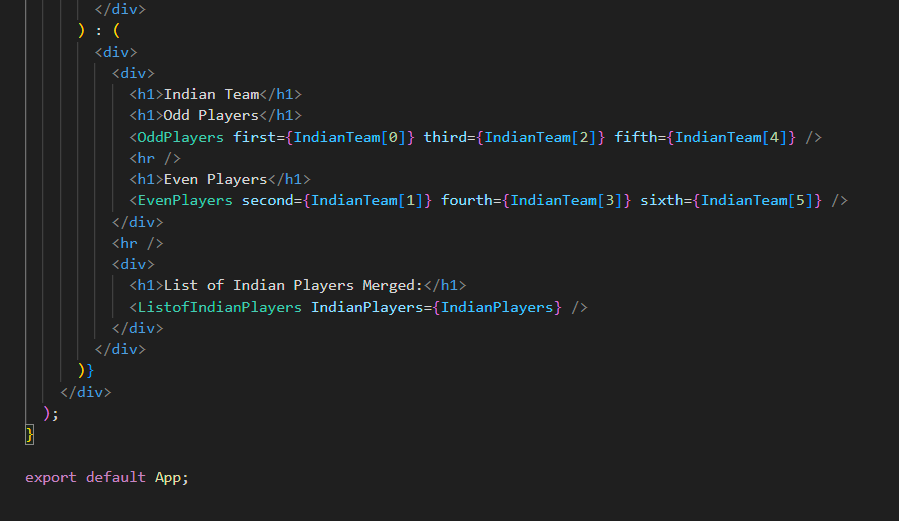 </div>
) : (
<div>
<div>
<h1>Indian Team</h1>
<h1>Odd Players</h1>
<OddPlayers first={IndianTeam[0]} third={IndianTeam[2]} fifth={IndianTeam[4]} />
<hr />
<h1>Even Players</h1>
<EvenPlayers second={IndianTeam[1]} fourth={IndianTeam[3]} sixth={IndianTeam[5]} />
</div>
<hr />
<div>
<h1>List of Indian Players Merged:</h1>
<ListofIndianPlayers IndianPlayers={IndianPlayers} />
</div>
</div>
)}
</div>
);
}
export default App;